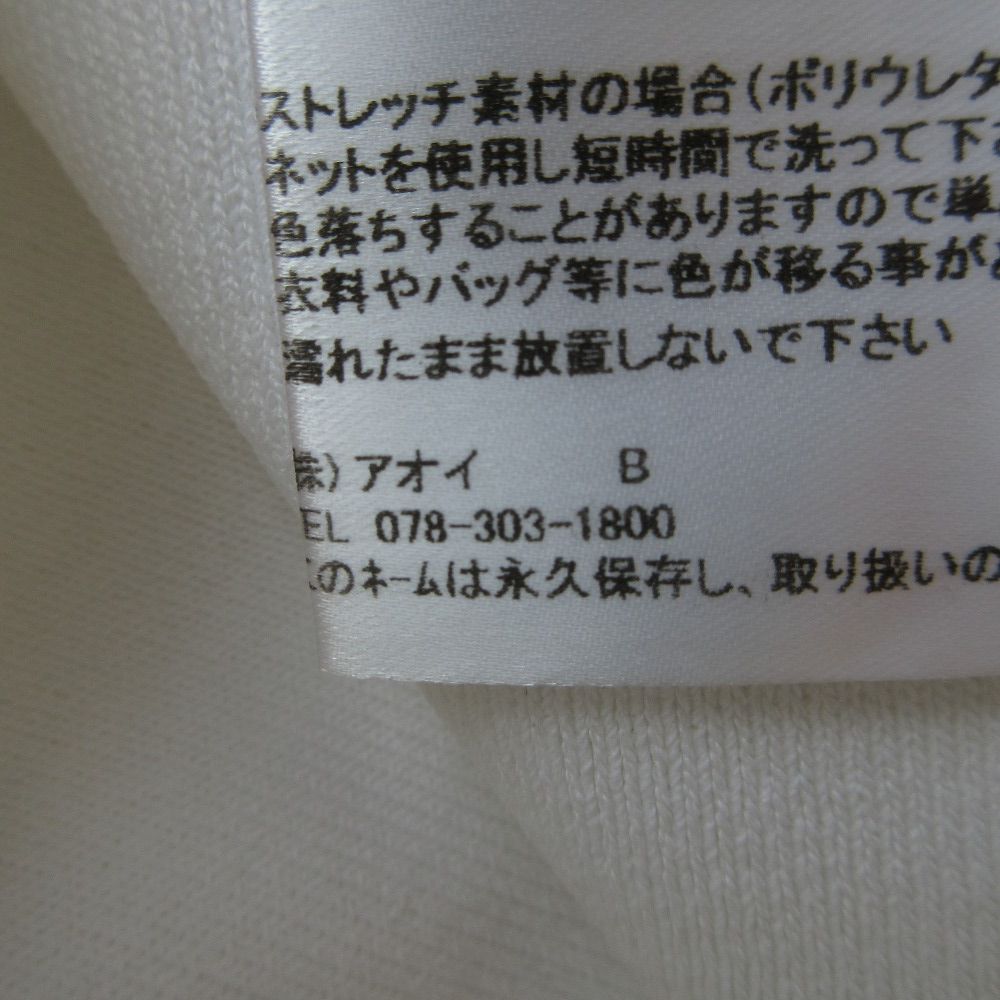 ストレッチ素材の場合(ポリウレタ
ネットを使用し短時間で洗って下さ
色落ちすることがありますので単
衣料やバッグ等に色が移る事があ
濡れたまま放置しないで下さい
株)アオイ B
TEL 078-303-1800
このネームは永久保存し、取り扱いの